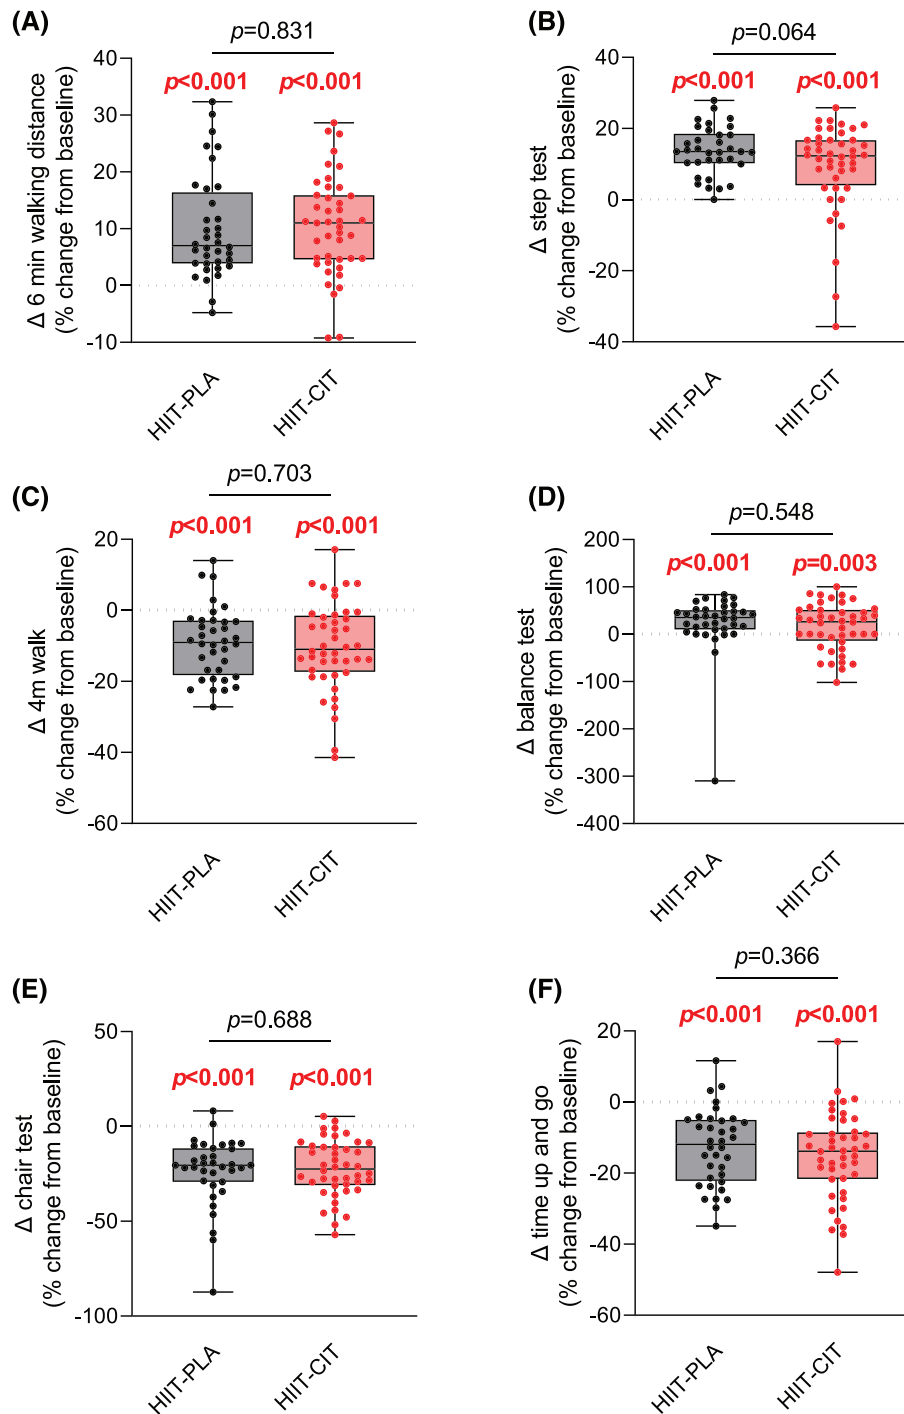 (A)
p=0.831
p<0.001 p<0.001
Δ 6 min walking distance
(% change from baseline)
40
30
20
10
0
-10
HIIT-PLA
HIIT-CIT
(B)
p=0.064
p<0.001 p<0.001
Δ step test
(% change from baseline)
40
20
0
-20
-40
HIIT-PLA
HIIT-CIT
(C)
p=0.703
p<0.001 p<0.001
Δ 4m walk
(% change from baseline)
20
0
-20
-40
-60
HIIT-PLA
HIIT-CIT
(D)
p=0.548
p<0.001 p=0.003
Δ balance test
(% change from baseline)
200
100
0
-100
-200
-300
-400
HIIT-PLA
HIIT-CIT
(E)
p=0.688
p<0.001 p<0.001
Δ chair test
(% change from baseline)
50
0
-50
-100
HIIT-PLA
HIIT-CIT
(F)
p=0.366
p<0.001 p<0.001
Δ time up and go
(% change from baseline)
20
0
-20
-40
-60
HIIT-PLA
HIIT-CIT